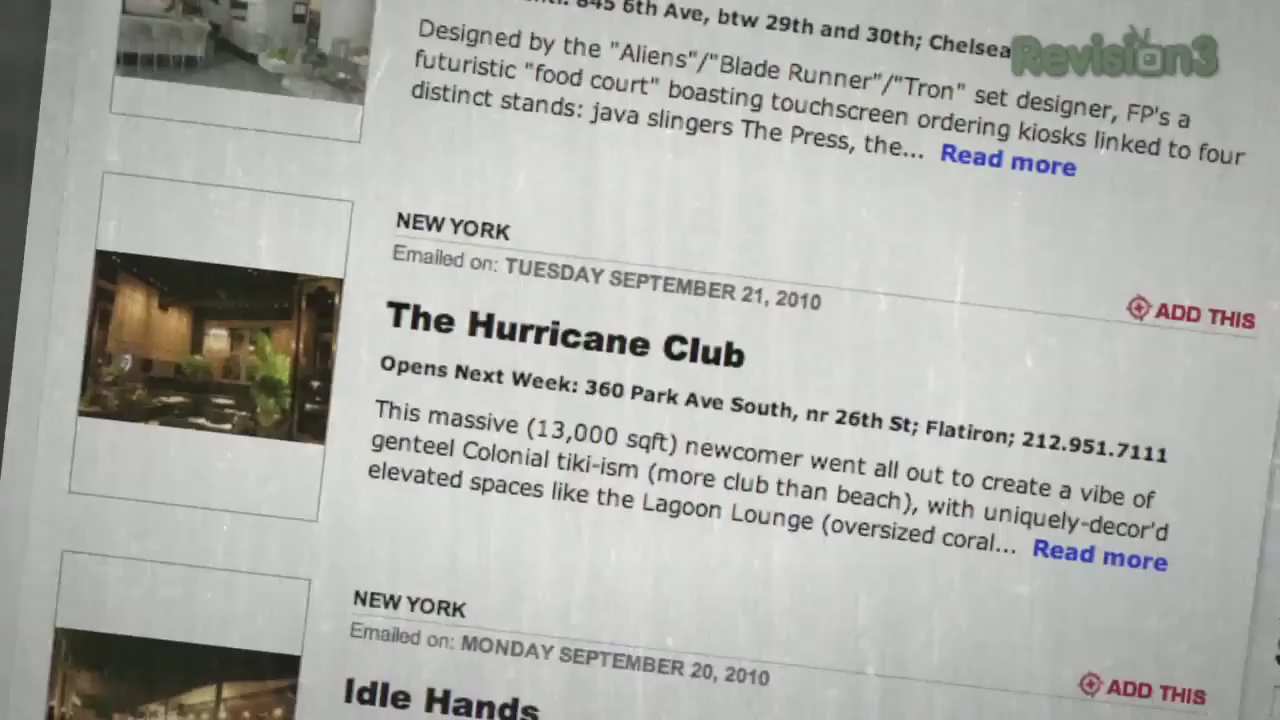 845 6th Ave, btw 29th and 30th; Chelsea
Revision3
Designed by the "Aliens"/"Blade Runner"/"Tron" set designer, FP's a
futuristic "food court" boasting touchscreen ordering kiosks linked to four
distinct stands: java slingers The Press, the... Read more
NEW YORK
Emailed on: TUESDAY SEPTEMBER 21, 2010
ADD THIS
The Hurricane Club
Opens Next Week: 360 Park Ave South, nr 26th St; Flatiron; 212.951.7111
This massive (13,000 sqft) newcomer went all out to create a vibe of
genteel Colonial tiki-ism (more club than beach), with uniquely-decor'd
elevated spaces like the Lagoon Lounge (oversized coral... Read more
NEW YORK
Emailed on: MONDAY SEPTEMBER 20, 2010
ADD THIS
Idle Hands